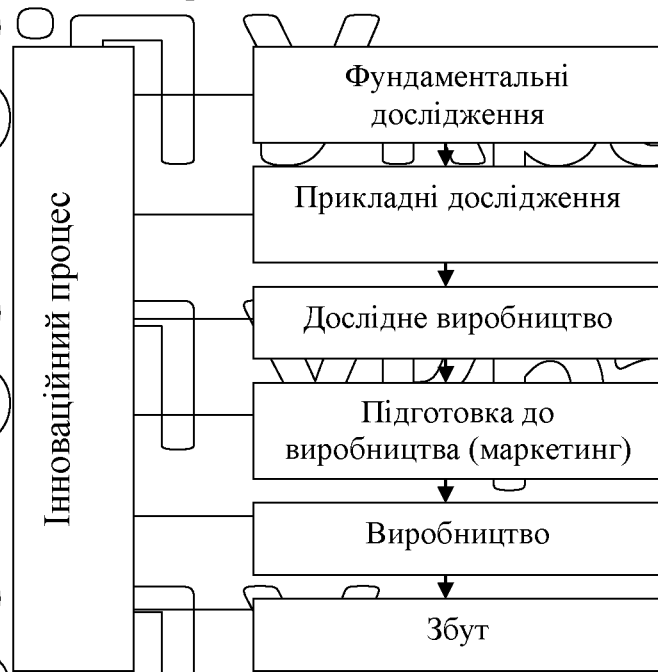 Інноваційний процес
Фундаментальні
дослідження
Прикладні дослідження
Дослідне виробництво
Підготовка до
виробництва (маркетинг)
Виробництво
Збут